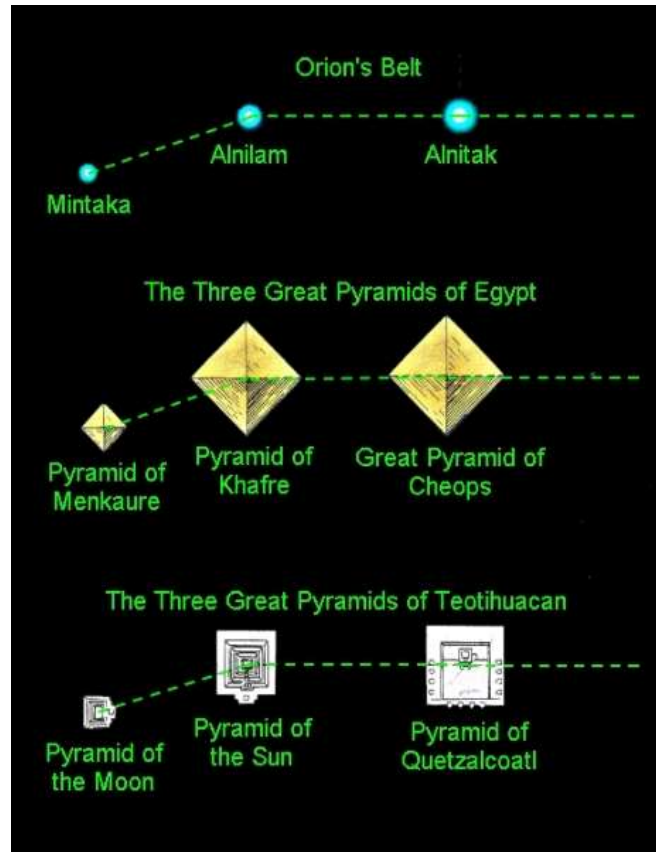 Orion's Belt
Alnilam
Alnitak
Mintaka
The Three Great Pyramids of Egypt
Pyramid of
Menkaure
Pyramid of
Khafre
Great Pyramid of
Cheops
The Three Great Pyramids of Teotihuacan
Pyramid of
the Moon
Pyramid of
the Sun
Pyramid of
Quetzalcoatl